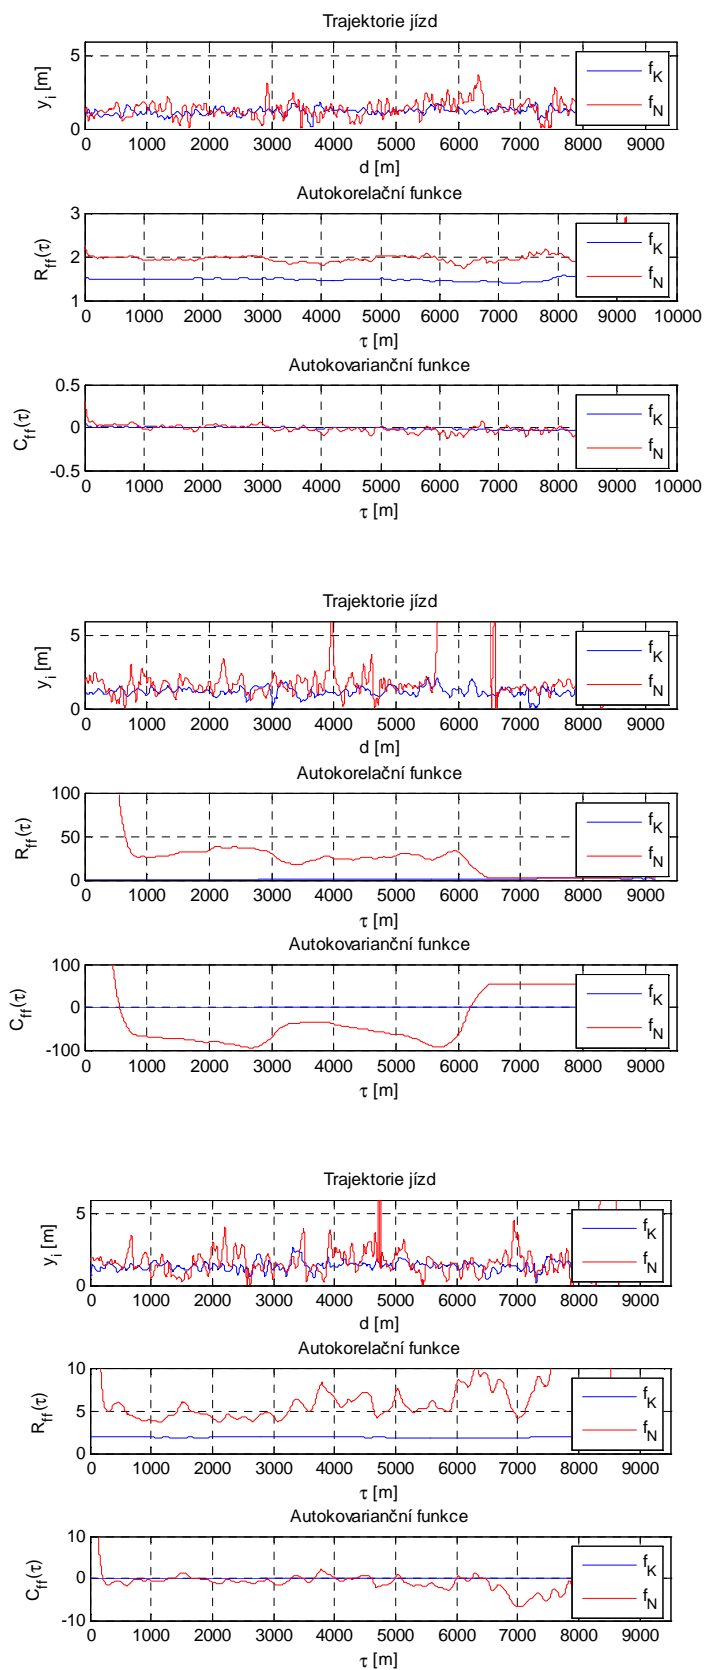 Trajektorie jízd
y_i [m]
5
0
0 1000 2000 3000 4000 5000 6000 7000 8000 9000 10000
d [m]
f_K
f_N
Autokorelační funkce
R_ff(τ)
3
2
1
0 1000 2000 3000 4000 5000 6000 7000 8000 9000 10000
τ [m]
f_K
f_N
Autokovarianční funkce
C_ff(τ)
0.5
0
-0.5
0 1000 2000 3000 4000 5000 6000 7000 8000 9000 10000
τ [m]
f_K
f_N
Trajektorie jízd
y_i [m]
5
0
0 1000 2000 3000 4000 5000 6000 7000 8000 9000
d [m]
f_K
f_N
Autokorelační funkce
R_ff(τ)
100
50
0
0 1000 2000 3000 4000 5000 6000 7000 8000 9000
τ [m]
f_K
f_N
Autokovarianční funkce
C_ff(τ)
100
0
-100
0 1000 2000 3000 4000 5000 6000 7000 8000 9000
τ [m]
f_K
f_N
Trajektorie jízd
y_i [m]
5
0
0 1000 2000 3000 4000 5000 6000 7000 8000 9000
d [m]
f_K
f_N
Autokorelační funkce
R_ff(τ)
10
5
0
0 1000 2000 3000 4000 5000 6000 7000 8000 9000
τ [m]
f_K
f_N
Autokovarianční funkce
C_ff(τ)
10
0
-10
0 1000 2000 3000 4000 5000 6000 7000 8000 9000
τ [m]
f_K
f_N